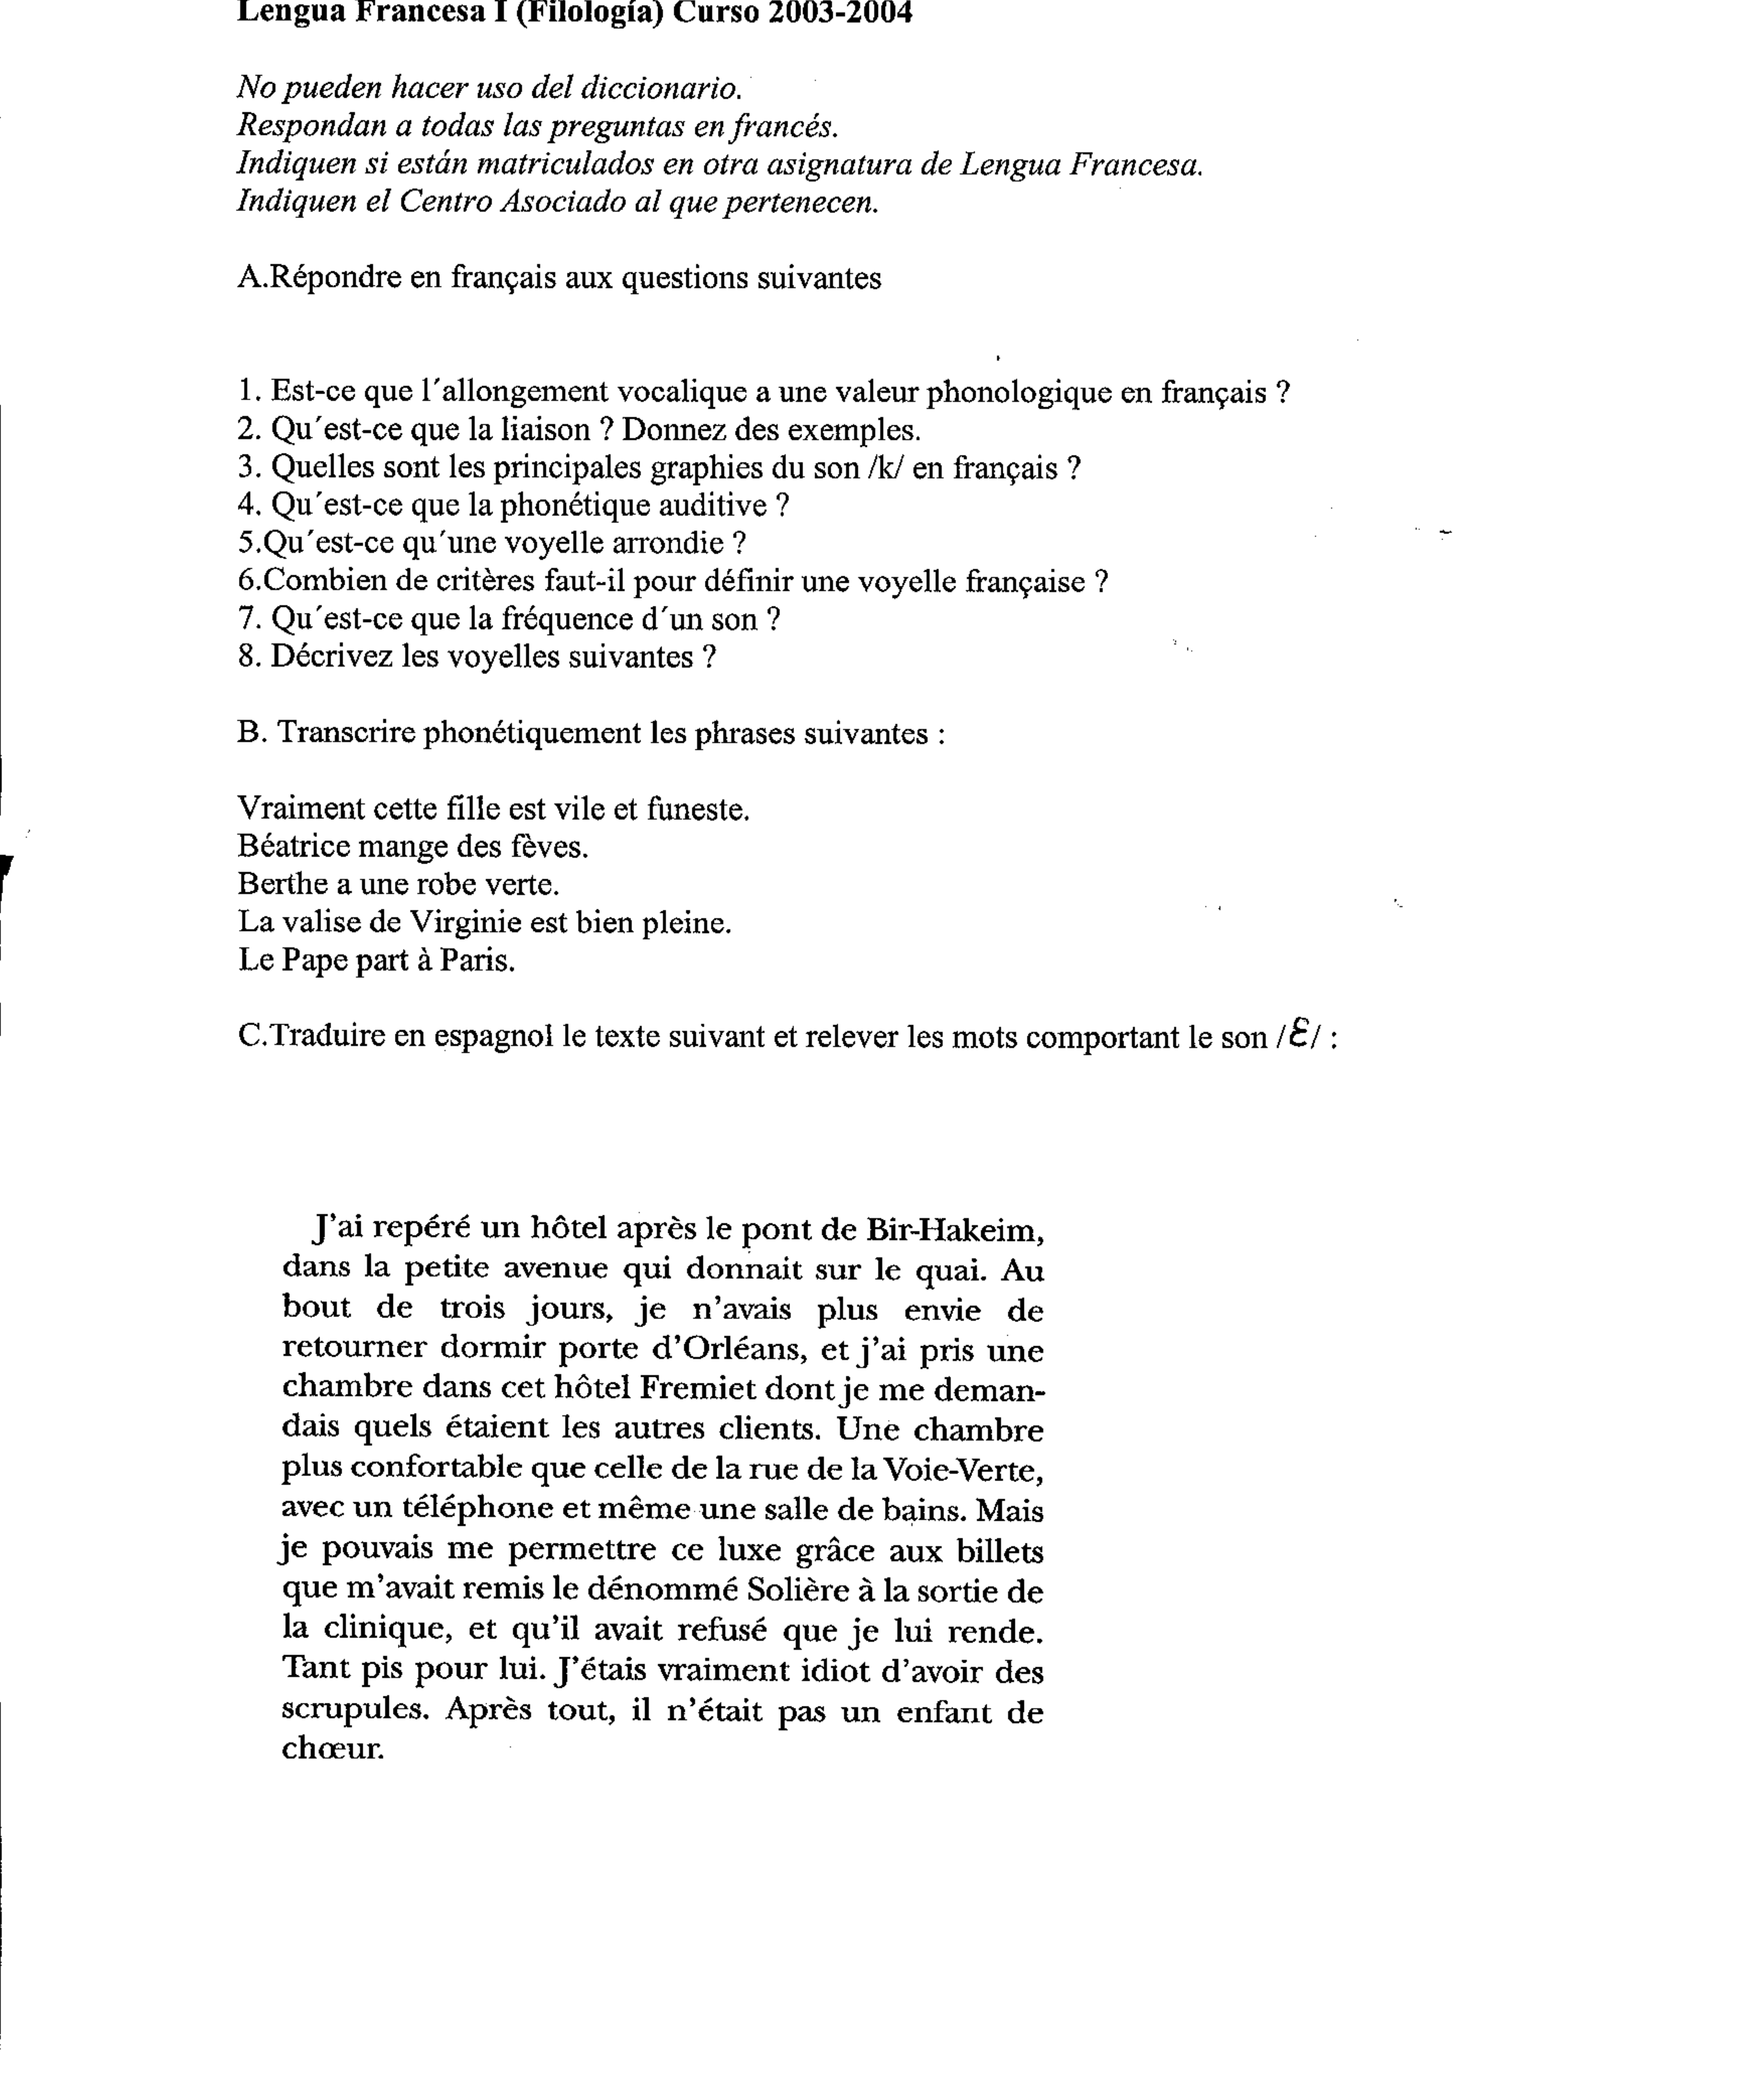 Lengua Francesa I (Filología) Curso 2003-2004
No pueden hacer uso del diccionario.
Respondan a todas las preguntas en francés.
Indiquen si están matriculados en otra asignatura de Lengua Francesa.
Indiquen el Centro Asociado al que pertenecen.
A.Répondre en français aux questions suivantes
1. Est-ce que l´allongement vocalique a une valeur phonologique en français ?
2. Qu´est-ce que la liaison ? Donnez des exemples.
3. Quelles sont les principales graphies du son /k/ en français ?
4. Qu´est-ce que la phonétique auditive ?
5.Qu´est-ce qu´une voyelle arrondie ?
6.Combien de critères faut-il pour définir une voyelle française ?
7. Qu´est-ce que la fréquence d´un son ?
8. Décrivez les voyelles suivantes ?
B. Transcrire phonétiquement les phrases suivantes :
Vraiment cette fille est vile et funeste.
Béatrice mange des fèves.
Berthe a une robe verte.
La valise de Virginie est bien pleine.
Le Pape part à Paris.
C.Traduire en espagnol le texte suivant et relever les mots comportant le son /Ɛ/ :
J'ai repéré un hôtel après le pont de Bir-Hakeim,
dans la petite avenue qui donnait sur le quai. Au
bout de trois jours, je n'avais plus envie de
retourner dormir porte d'Orléans, et j'ai pris une
chambre dans cet hôtel Fremiet dont je me deman-
dais quels étaient les autres clients. Une chambre
plus confortable que celle de la rue de la Voie-Verte,
avec un téléphone et même une salle de bains. Mais
je pouvais me permettre ce luxe grâce aux billets
que m'avait remis le dénommé Solière à la sortie de
la clinique, et qu'il avait refusé que je lui rende.
Tant pis pour lui. J'étais vraiment idiot d'avoir des
scrupules. Après tout, il n'était pas un enfant de
chœur.